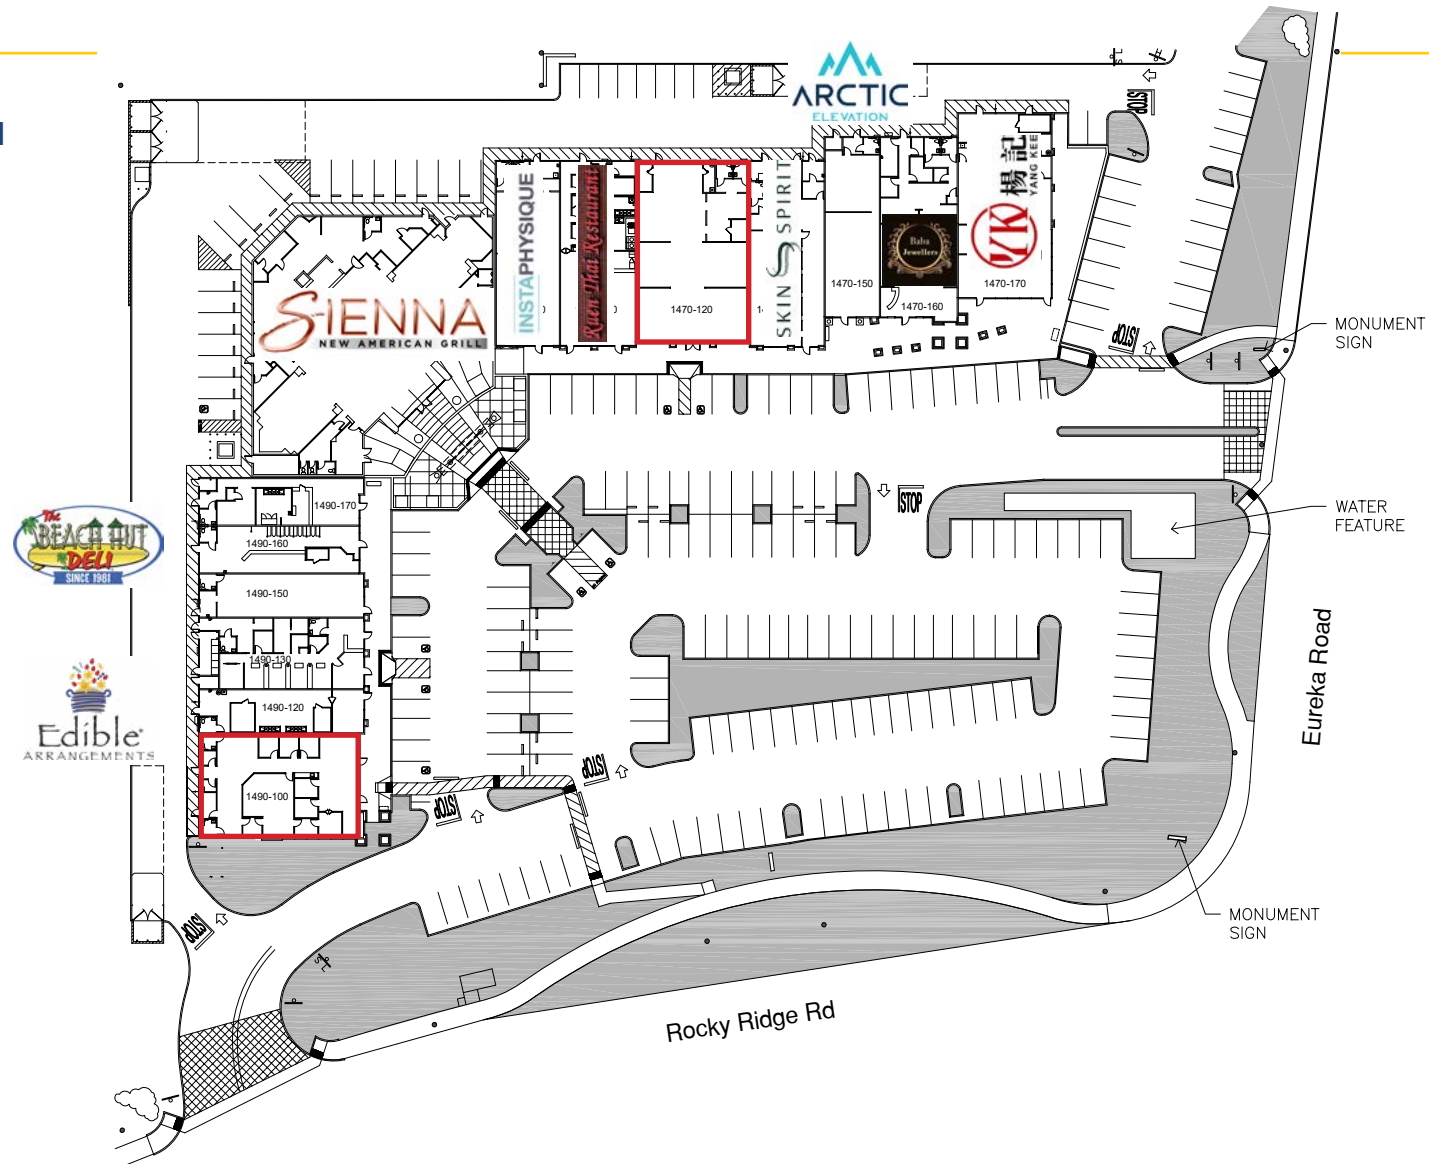 ARCTIC
ELEVATION
STOP
INSTAPHYSIQUE
Ruen Thai Restaurant
1470-120
SKIN SPIRIT
1470-150
Baba
Jewellers
1470-160
楊記
YANG KEE
YK
1470-170
SIENNA
NEW AMERICAN GRILL
STOP
MONUMENT
SIGN
The
BEACH HUT
DELI
SINCE 1981
1490-170
1490-160
1490-150
1490-130
1490-120
1490-100
STOP
WATER
FEATURE
Edible
ARRANGEMENTS
Eureka Road
STOP
STOP
STOP
MONUMENT
SIGN
Rocky Ridge Rd